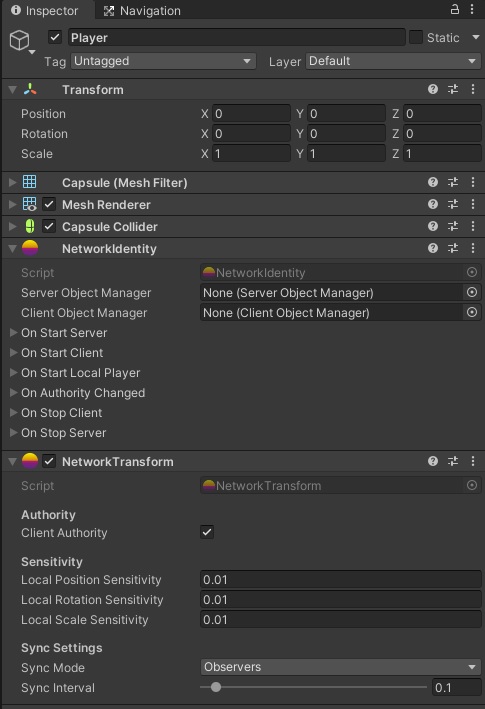 Inspector Navigation
Player Static
Tag Untagged Layer Default
Transform
Position X 0 Y 0 Z 0
Rotation X 0 Y 0 Z 0
Scale X 1 Y 1 Z 1
Capsule (Mesh Filter)
Mesh Renderer
Capsule Collider
NetworkIdentity
Script NetworkIdentity
Server Object Manager None (Server Object Manager)
Client Object Manager None (Client Object Manager)
On Start Server
On Start Client
On Start Local Player
On Authority Changed
On Stop Client
On Stop Server
NetworkTransform
Script NetworkTransform
Authority
Client Authority
Sensitivity
Local Position Sensitivity 0.01
Local Rotation Sensitivity 0.01
Local Scale Sensitivity 0.01
Sync Settings
Sync Mode Observers
Sync Interval 0.1